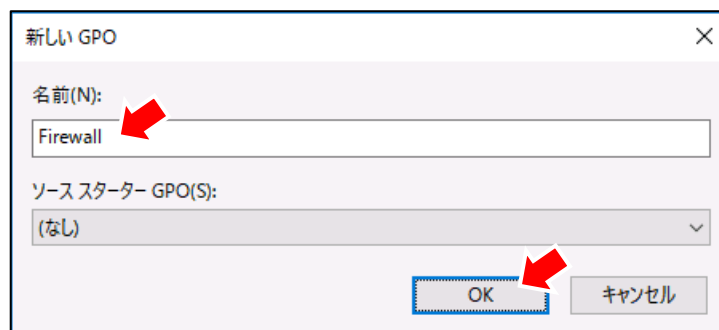 新しい GPO
名前(N):
Firewall
ソース スターター GPO(S):
(なし)
OK
キャンセル